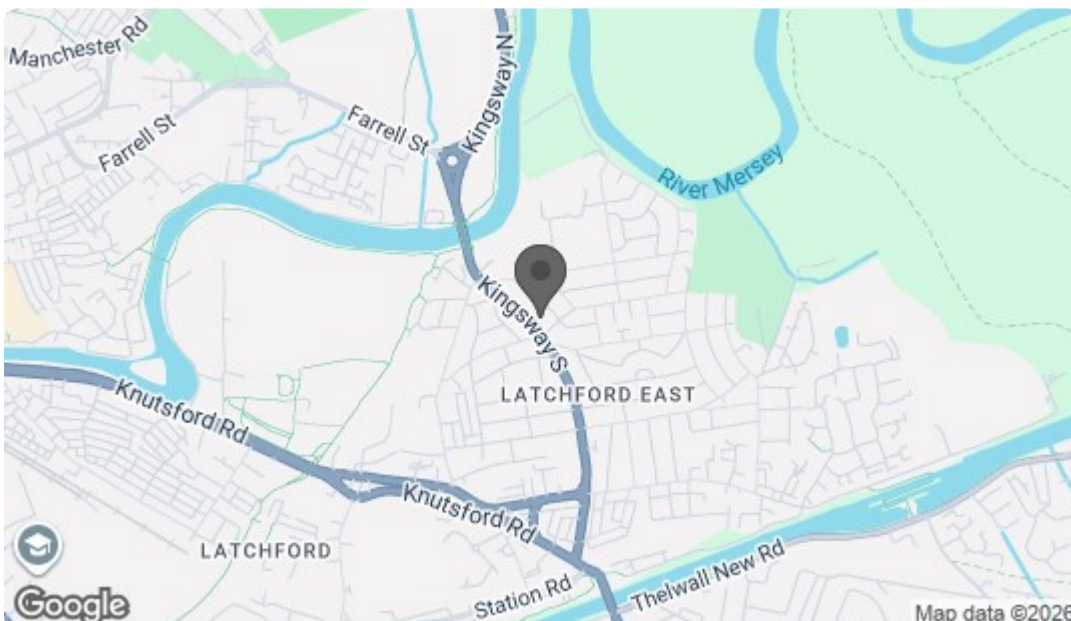 Manchester Rd
Kingsway N
Farrell St
Farrell St
River Mersey
Kingsway S
LATCHFORD EAST
Knutsford Rd
Knutsford Rd
LATCHFORD
Station Rd
Thelwall New Rd
Google
Map data ©2026